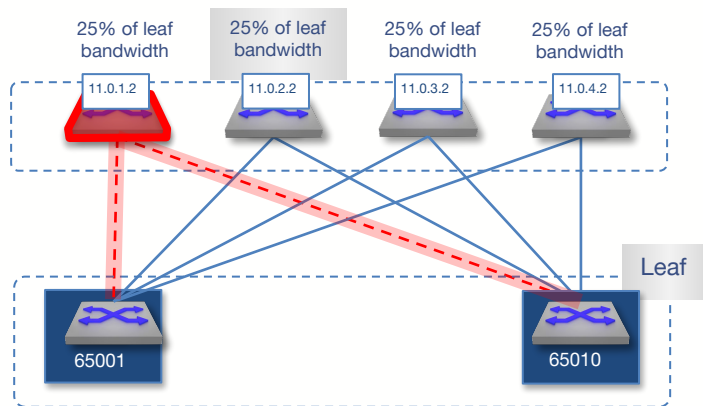 25% of leaf
bandwidth
25% of leaf
bandwidth
25% of leaf
bandwidth
25% of leaf
bandwidth
11.0.1.2
11.0.2.2
11.0.3.2
11.0.4.2
Leaf
65001
65010